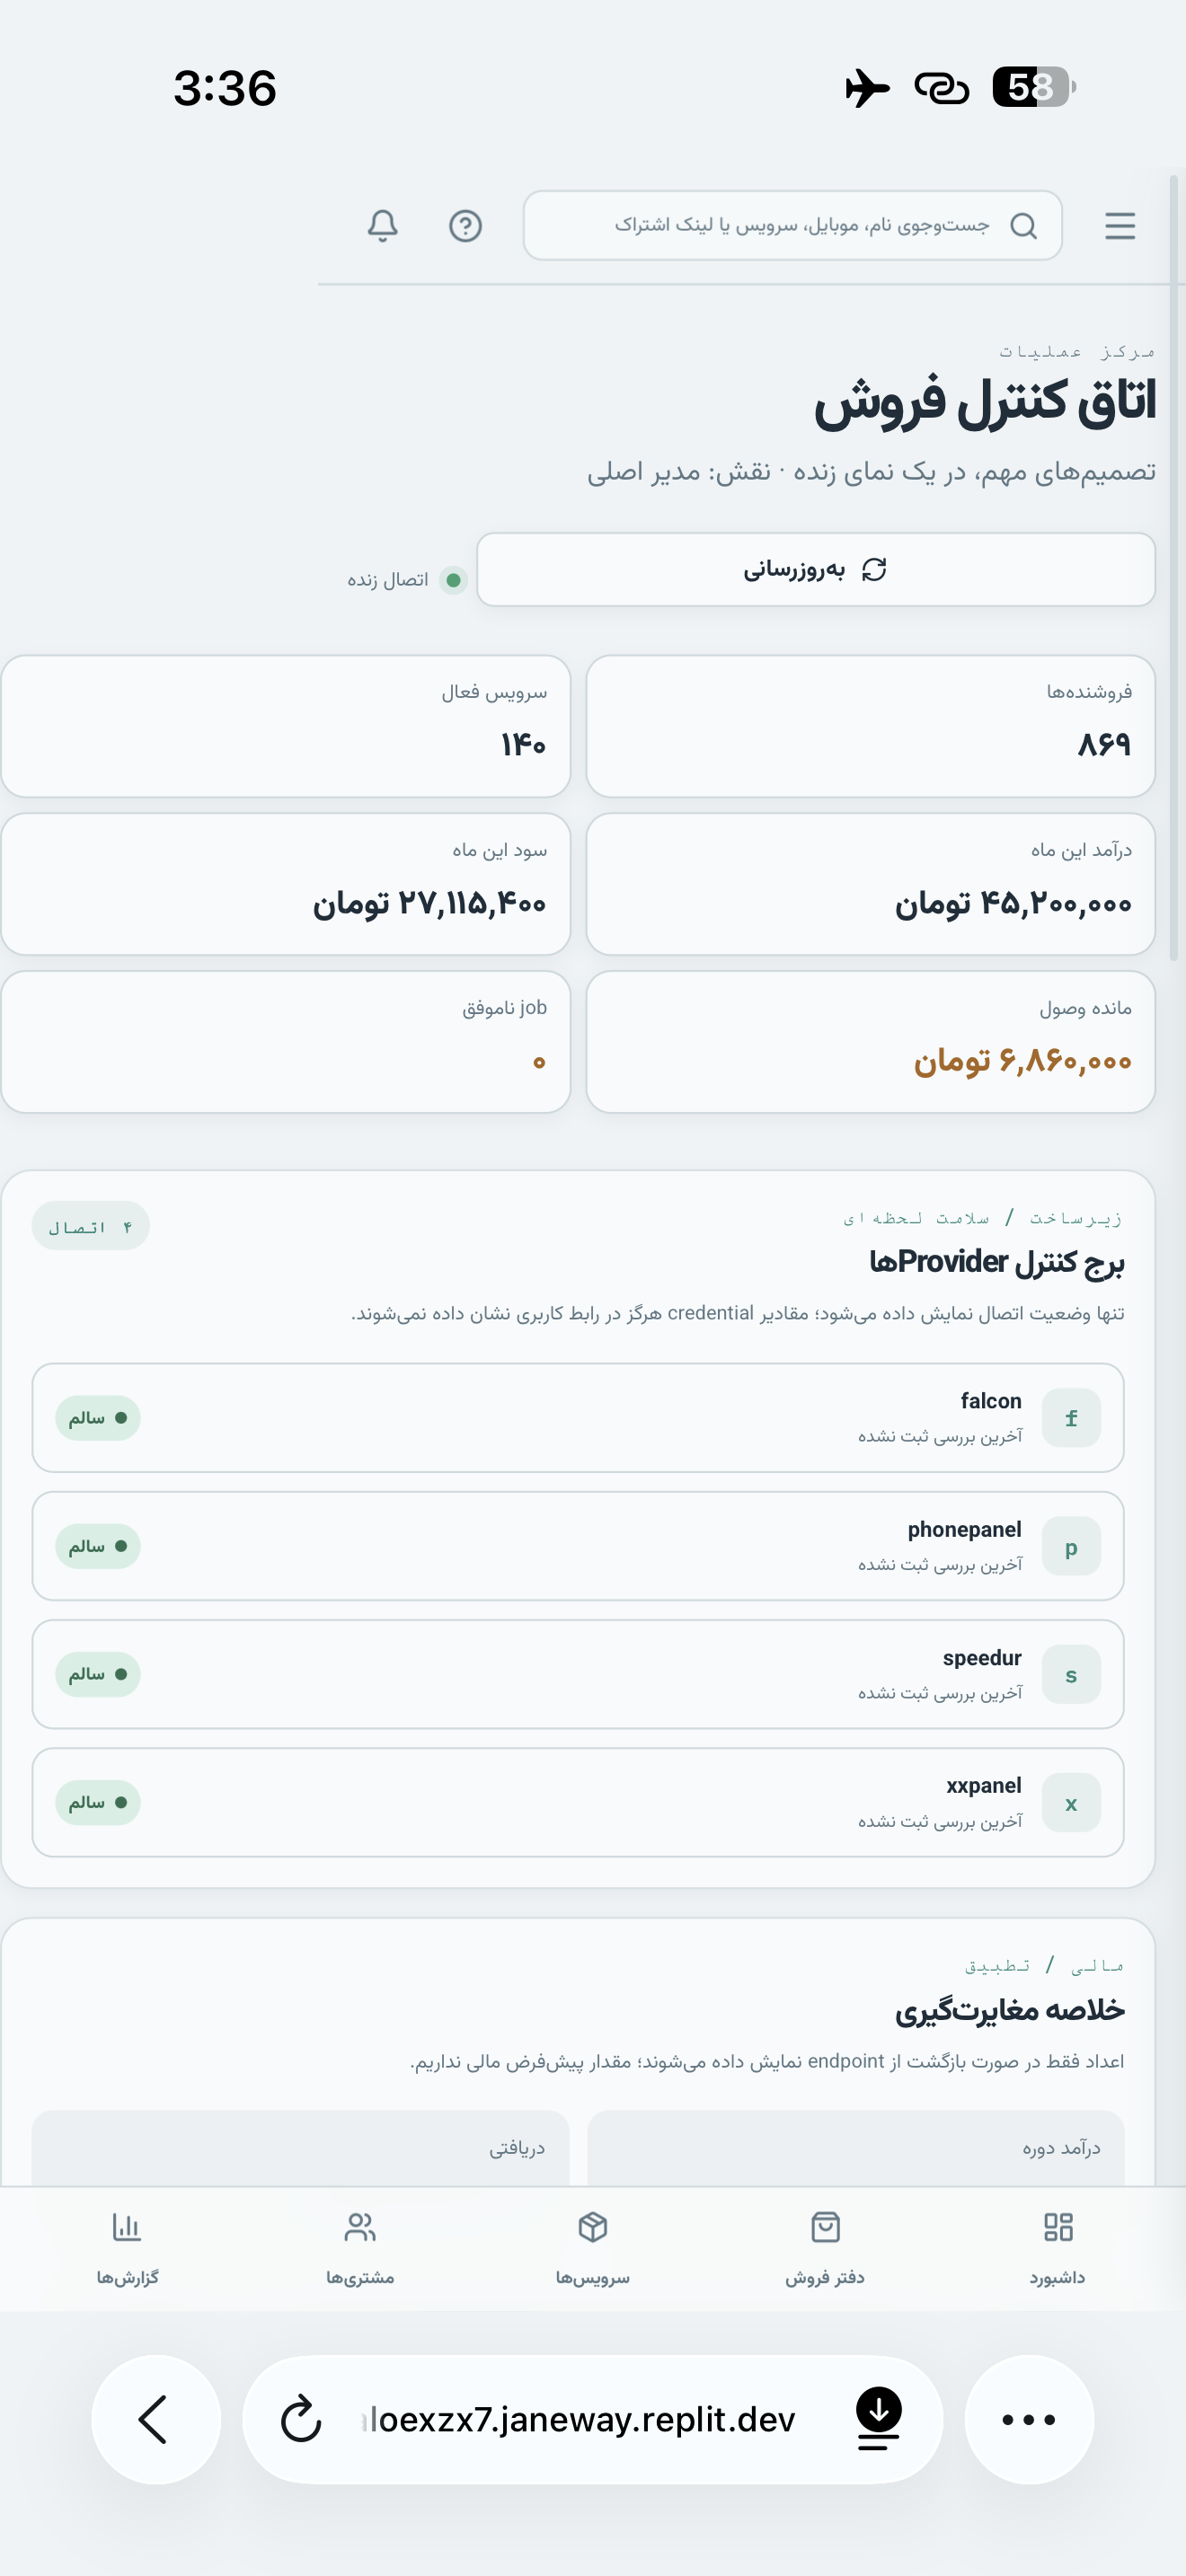 3:36
58
جست‌وجوی نام، موبایل، سرویس یا لینک اشتراک
مرکز عملیات
اتاق کنترل فروش
تصمیم‌های مهم، در یک نمای زنده · نقش: مدیر اصلی
به‌روزرسانی
اتصال زنده
فروشنده‌ها
۸۶۹
سرویس فعال
۱۴۰
درآمد این ماه
۴۵,۲۰۰,۰۰۰ تومان
سود این ماه
۲۷,۱۱۵,۴۰۰ تومان
مانده وصول
۶,۸۶۰,۰۰۰ تومان
job ناموفق
۰
زیرساخت / سلامت لحظه‌ای
۴ اتصال
برج کنترل Providerها
تنها وضعیت اتصال نمایش داده می‌شود؛ مقادیر credential هرگز در رابط کاربری نشان داده نمی‌شوند.
f
falcon
آخرین بررسی ثبت نشده
سالم
p
phonepanel
آخرین بررسی ثبت نشده
سالم
s
speedur
آخرین بررسی ثبت نشده
سالم
x
xxpanel
آخرین بررسی ثبت نشده
سالم
مالی / تطبیق
خلاصه مغایرت‌گیری
اعداد فقط در صورت بازگشت از endpoint نمایش داده می‌شوند؛ مقدار پیش‌فرض مالی نداریم.
درآمد دوره
دریافتی
داشبورد
دفتر فروش
سرویس‌ها
مشتری‌ها
گزارش‌ها
loexzx7.janeway.replit.dev